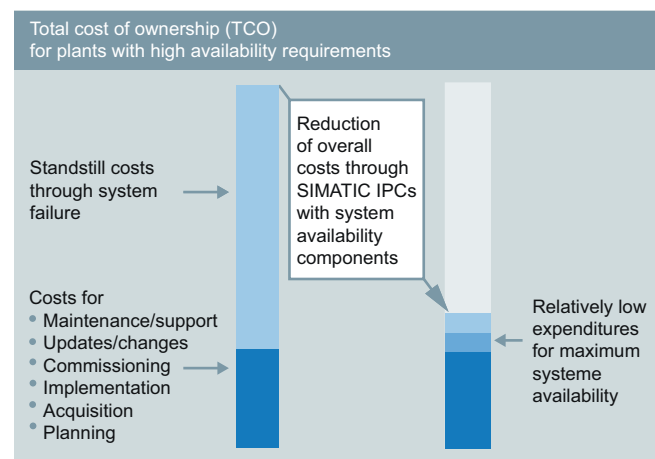 Total cost of ownership (TCO)
for plants with high availability requirements
Standstill costs
through system
failure
Reduction
of overall
costs through
SIMATIC IPCs
with system
availability
components
Costs for
• Maintenance/support
• Updates/changes
• Commissioning
• Implementation
• Acquisition
• Planning
Relatively low
expenditures
for maximum
systeme
availability